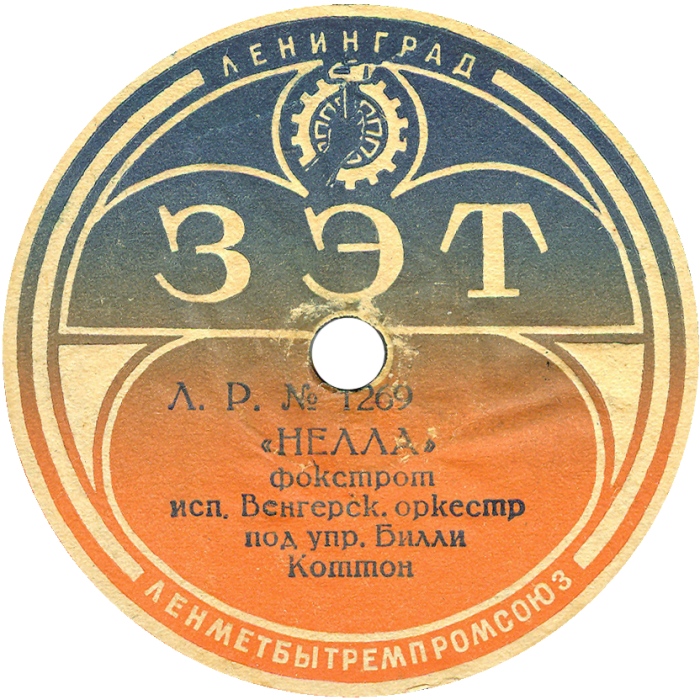 ЛЕНИНГРАД
ЗЭТ
Л. Р. № 1269
«НЕЛЛА»
фокстрот
исп. Венгерск. оркестр
под упр. Билли
Коттон
ЛЕНМЕТБЫТРЕМПРОМСОЮЗ